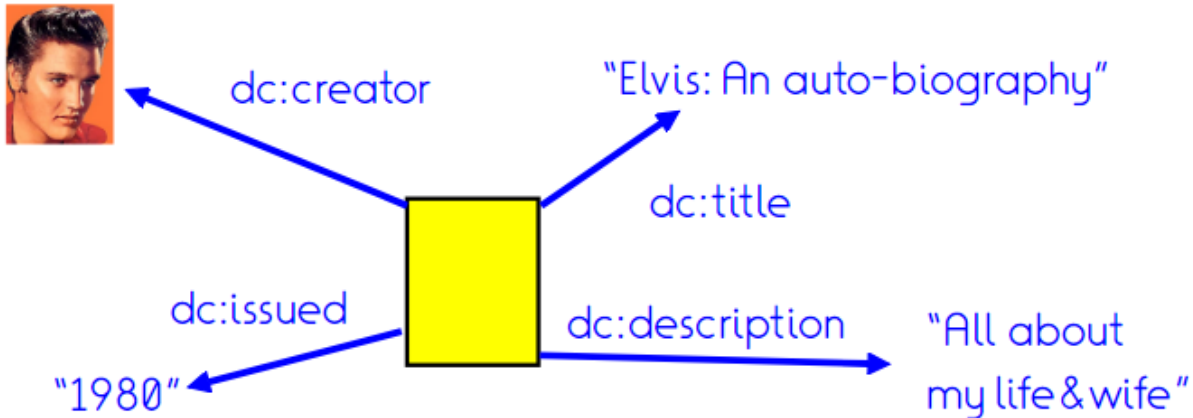 dc:creator
“Elvis: An auto-biography”
dc:title
dc:issued
dc:description
“All about
my life&wife”
“1980”